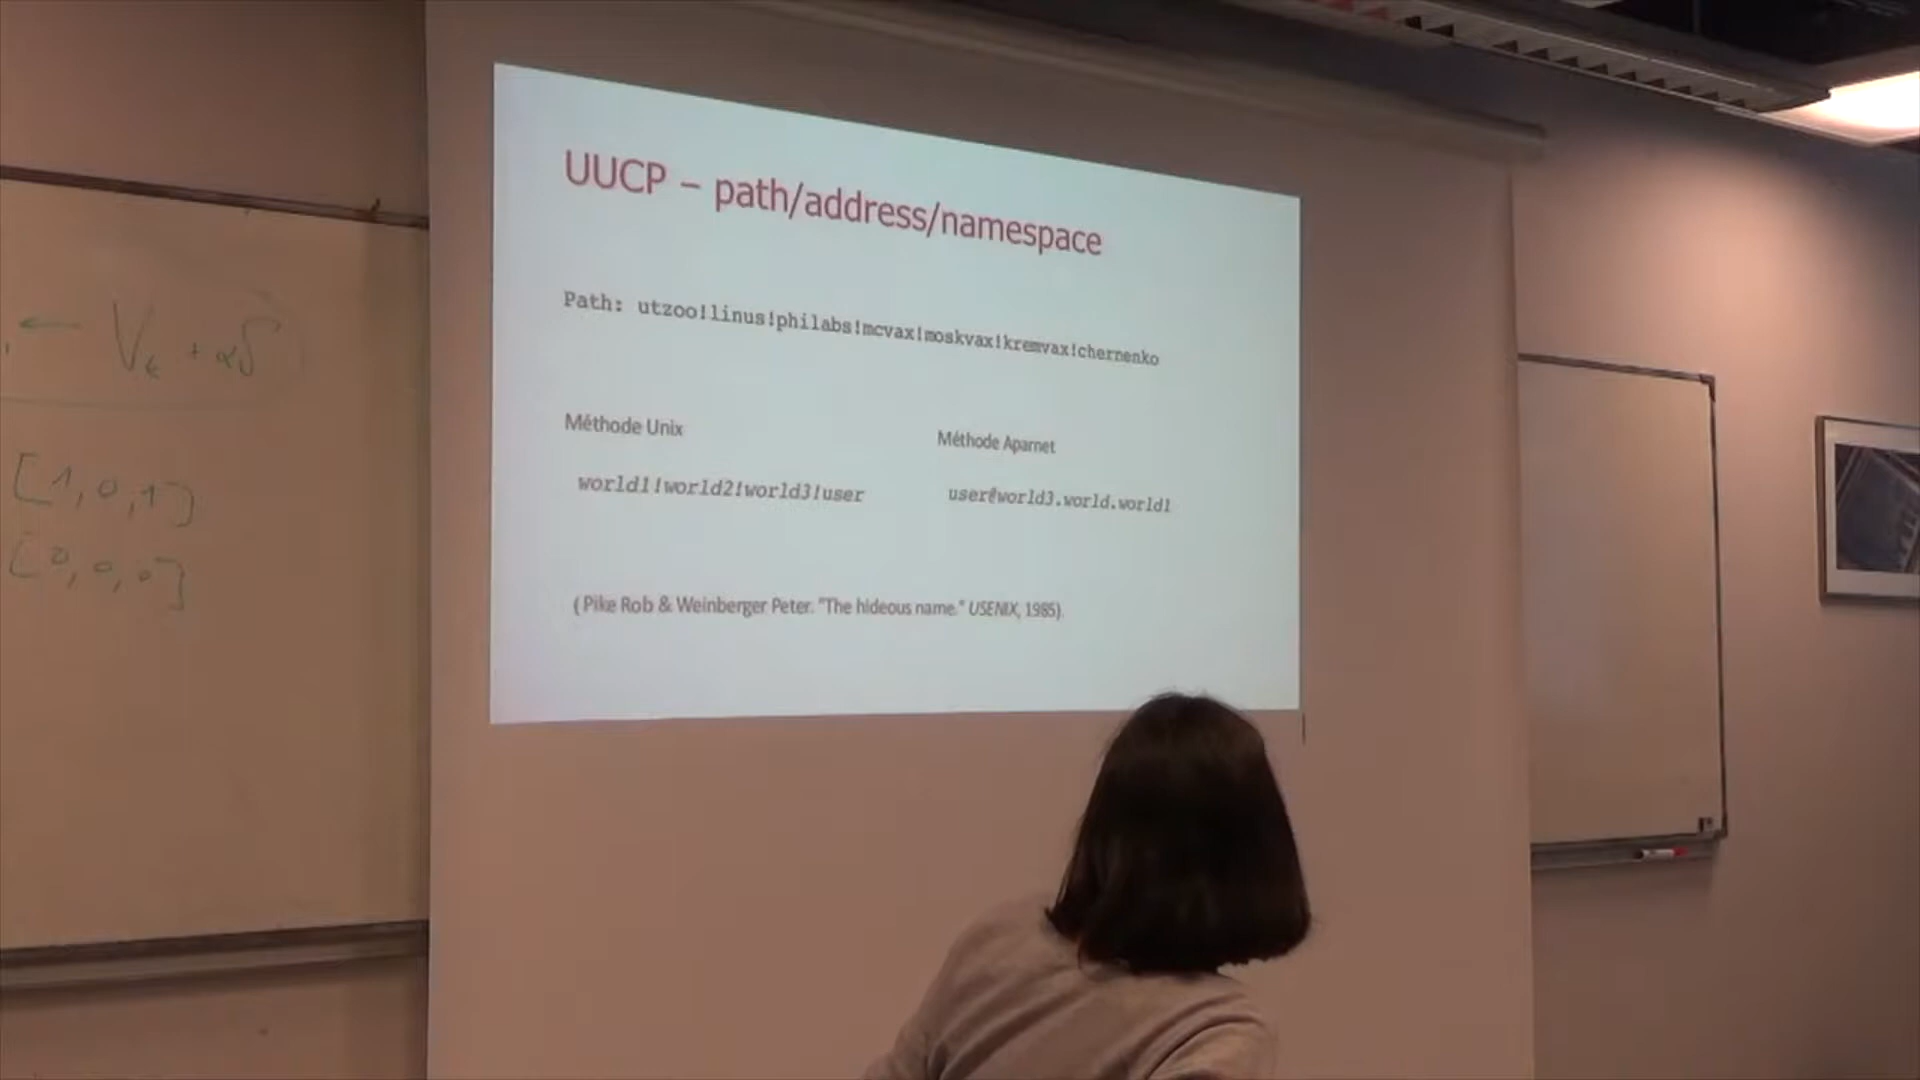 UUCP – path/address/namespace
Path: utzoo!linus!philabs!mcvax!moskvax!kremvax!chernenko
Méthode Unix
Méthode Aparnet
world1!world2!world3!user
user@world3.world.world1
( Pike Rob & Weinberger Peter. "The hideous name." USENIX, 1985).
[1,0,1]
[0,0,0]